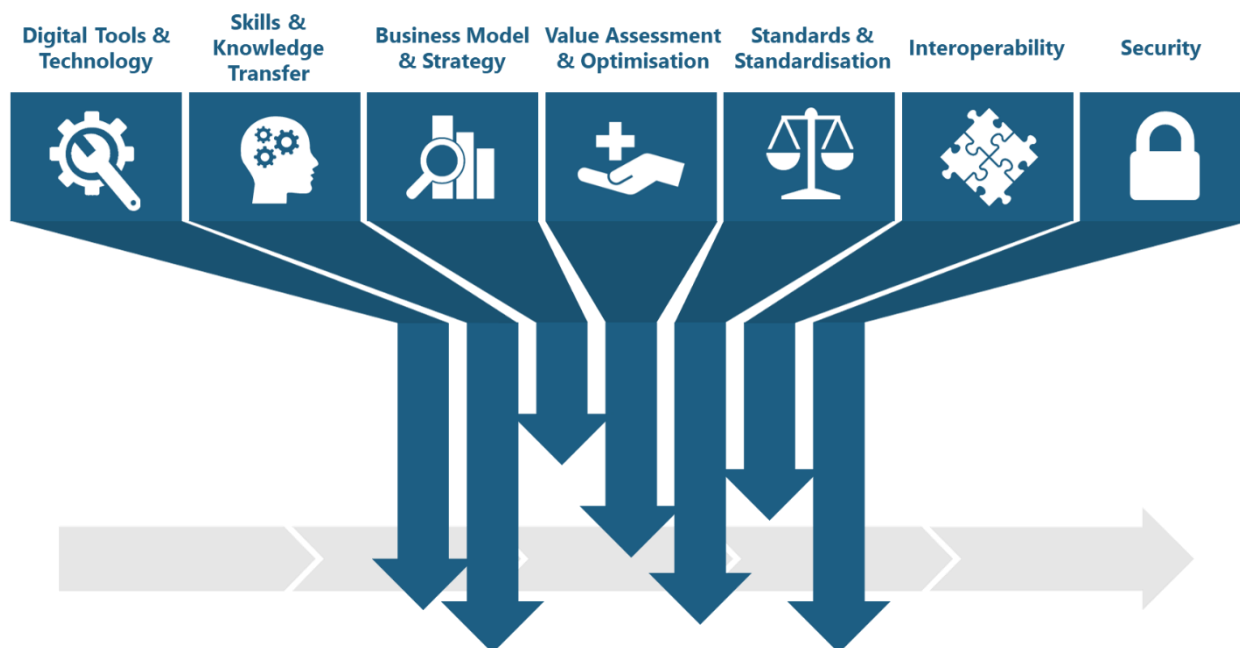 Digital Tools &
Technology
Skills &
Knowledge
Transfer
Business Model
& Strategy
Value Assessment
& Optimisation
Standards &
Standardisation
Interoperability
Security